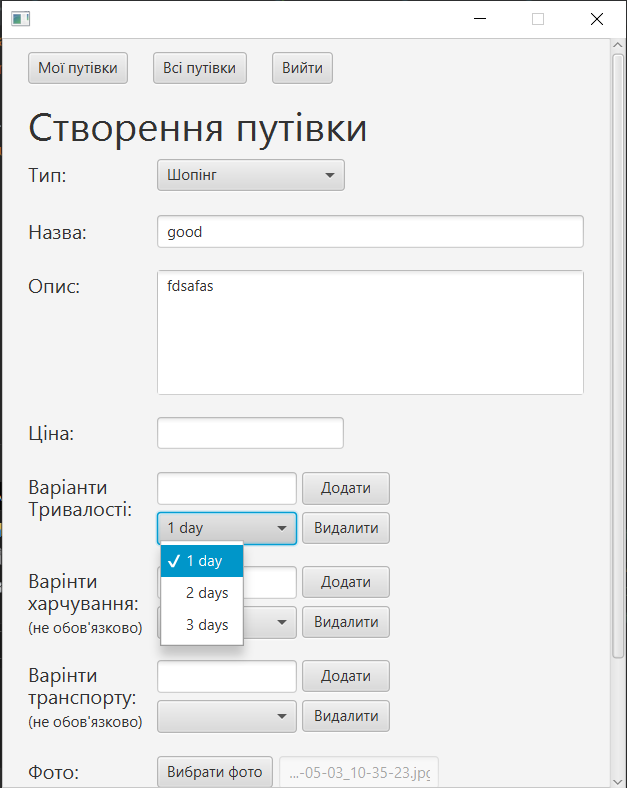 Мої путівки Всі путівки Вийти
Створення путівки
Тип: Шопінг
Назва: good
Опис: fdsafas
Ціна:
Варіанти
Тривалості:
Додати
1 day Видалити
1 day
2 days
3 days
Варінти
харчування:
(не обов'язково)
Додати
Видалити
Варінти
транспорту:
(не обов'язково)
Додати
Видалити
Фото: Вибрати фото ...-05-03_10-35-23.jpg